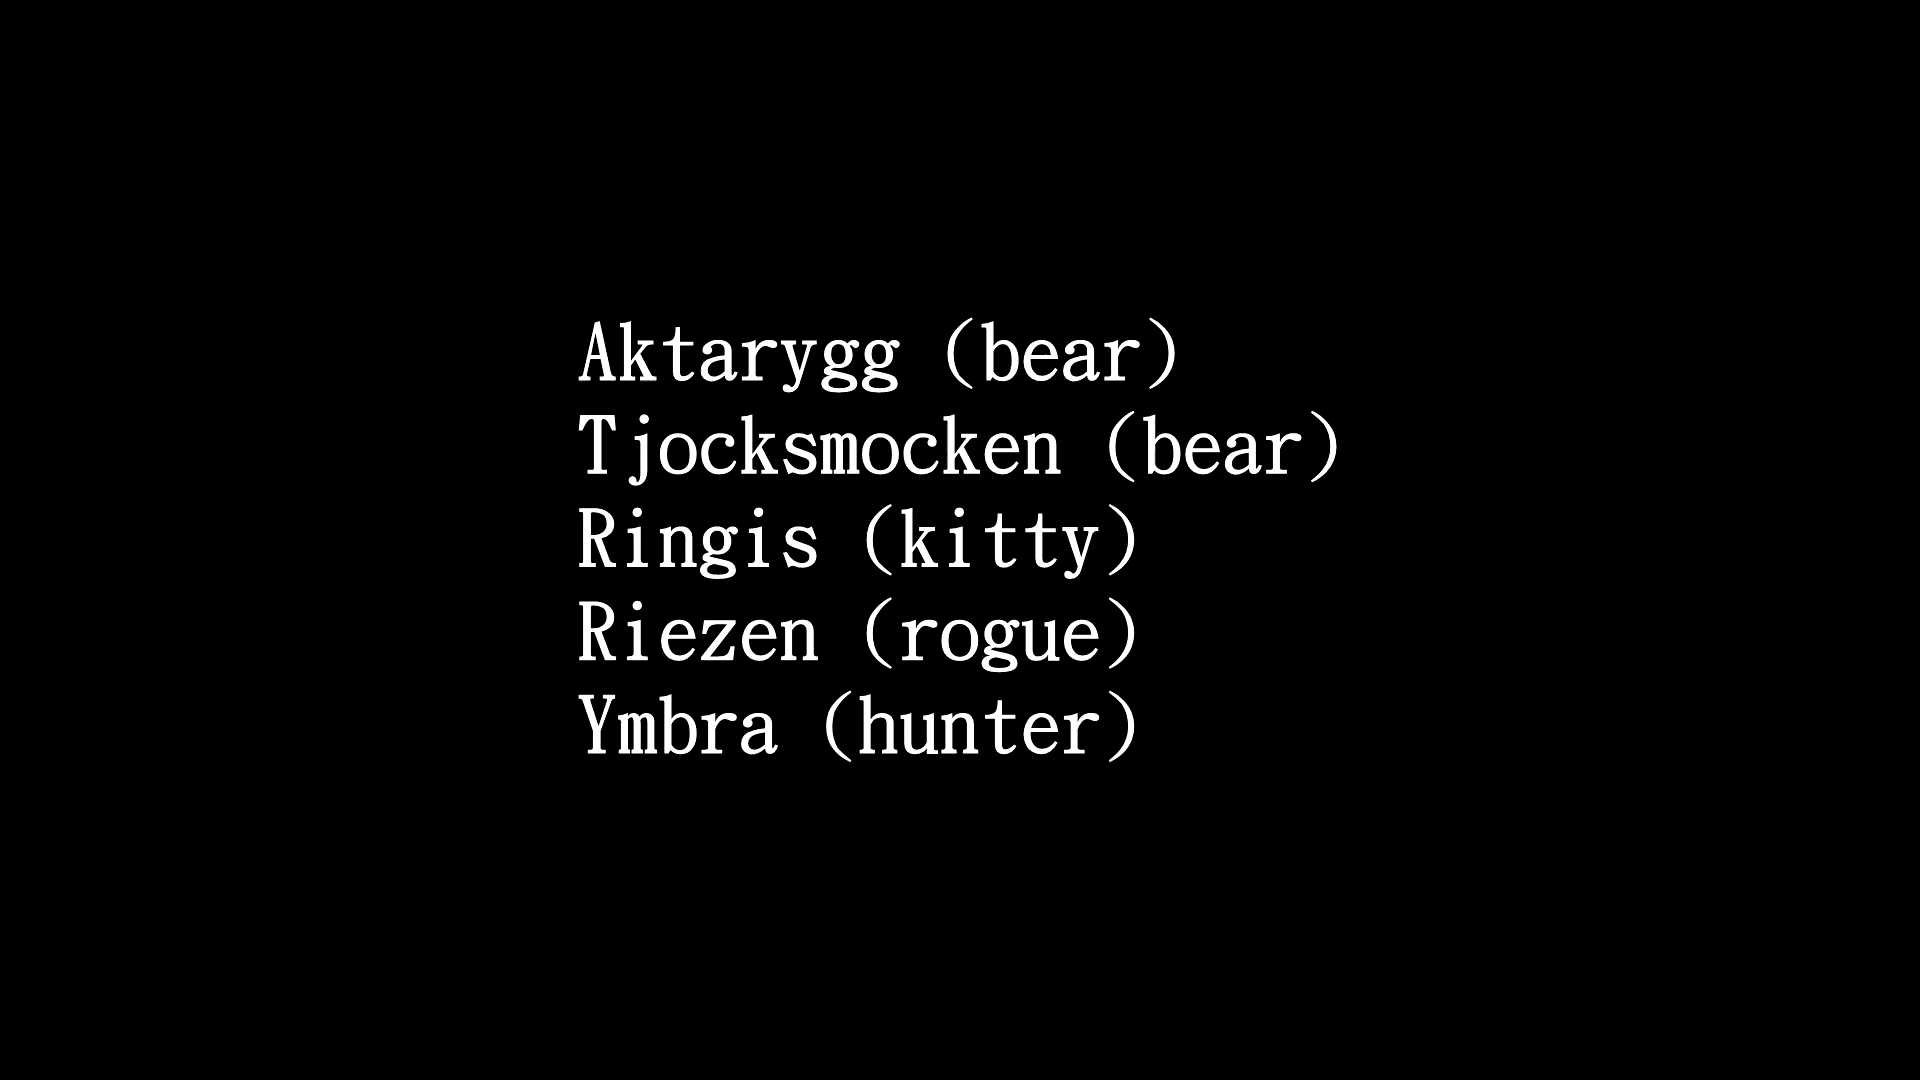 Aktarygg (bear)
Tjocksmocken (bear)
Ringis (kitty)
Riezen (rogue)
Ymbra (hunter)